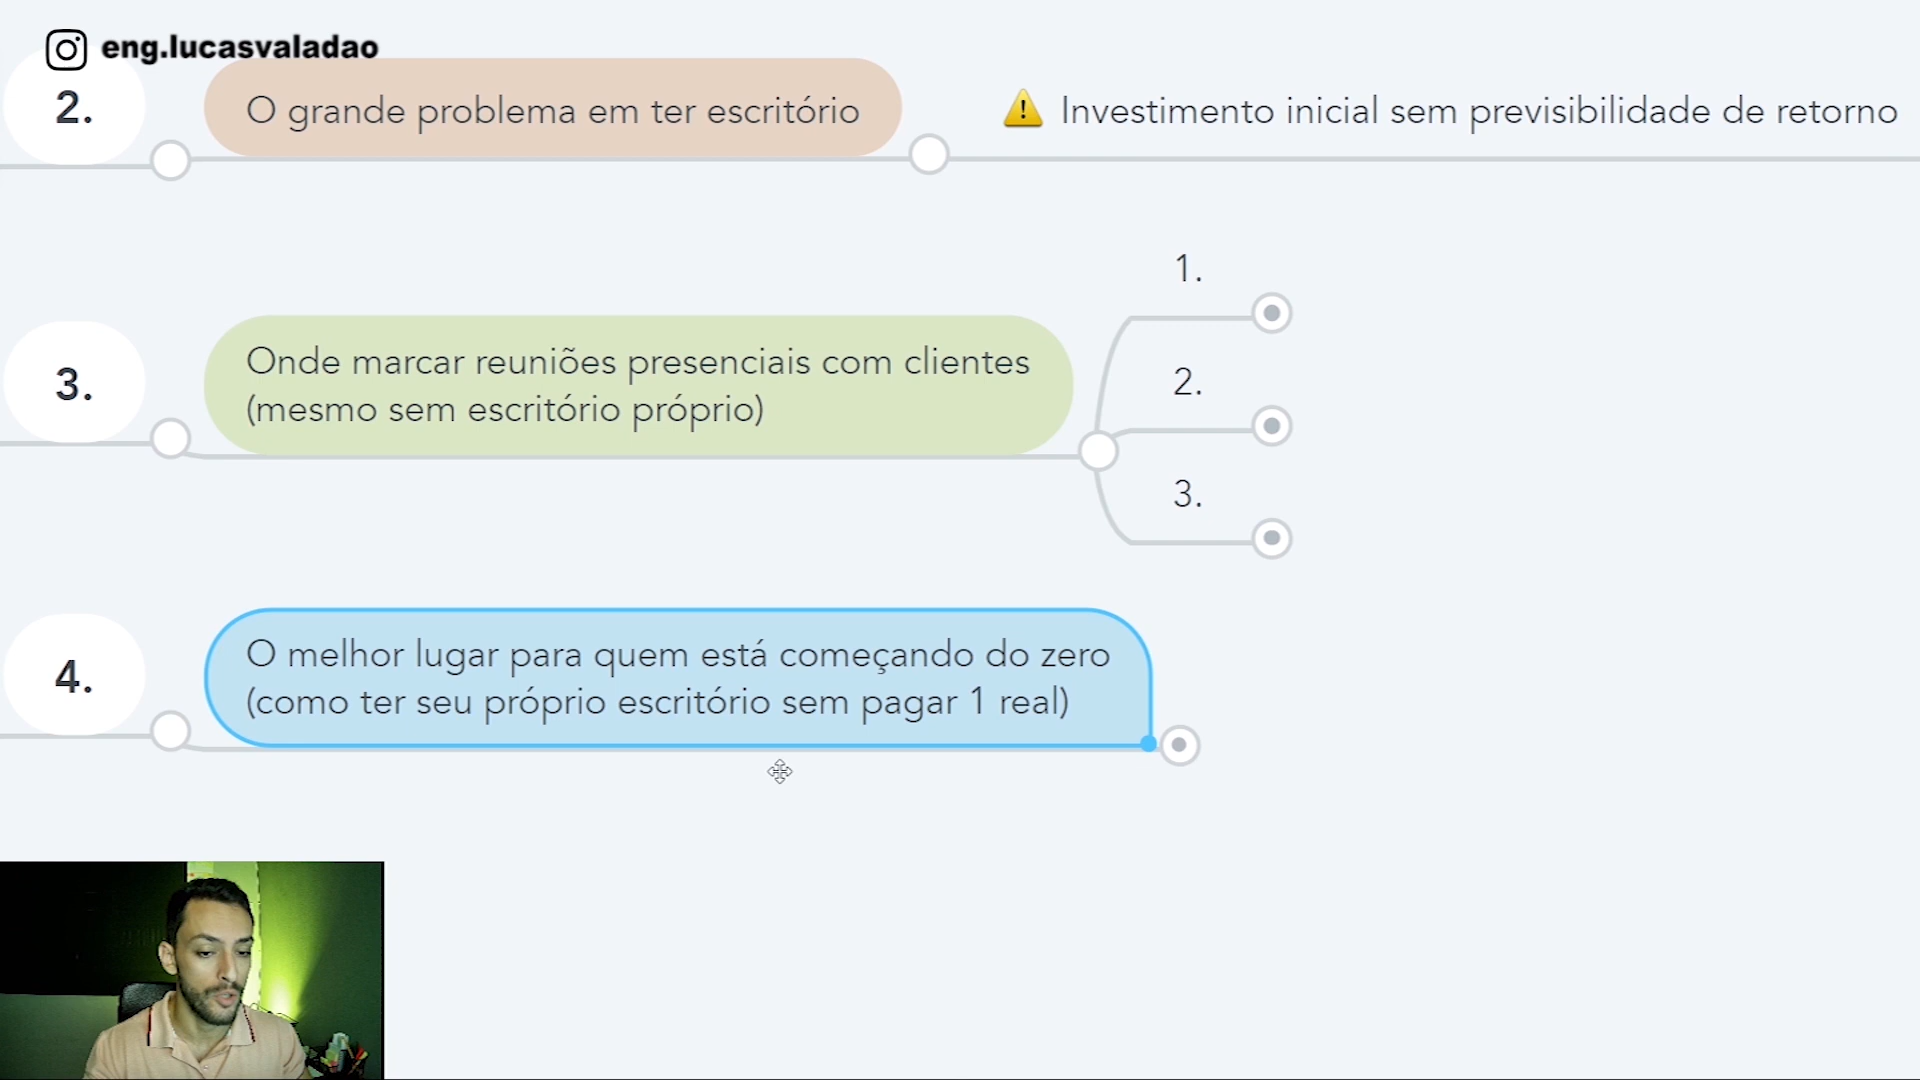 eng.lucasvaladao
2.
O grande problema em ter escritório
Investimento inicial sem previsibilidade de retorno
3.
Onde marcar reuniões presenciais com clientes
(mesmo sem escritório próprio)
1.
2.
3.
4.
O melhor lugar para quem está começando do zero
(como ter seu próprio escritório sem pagar 1 real)